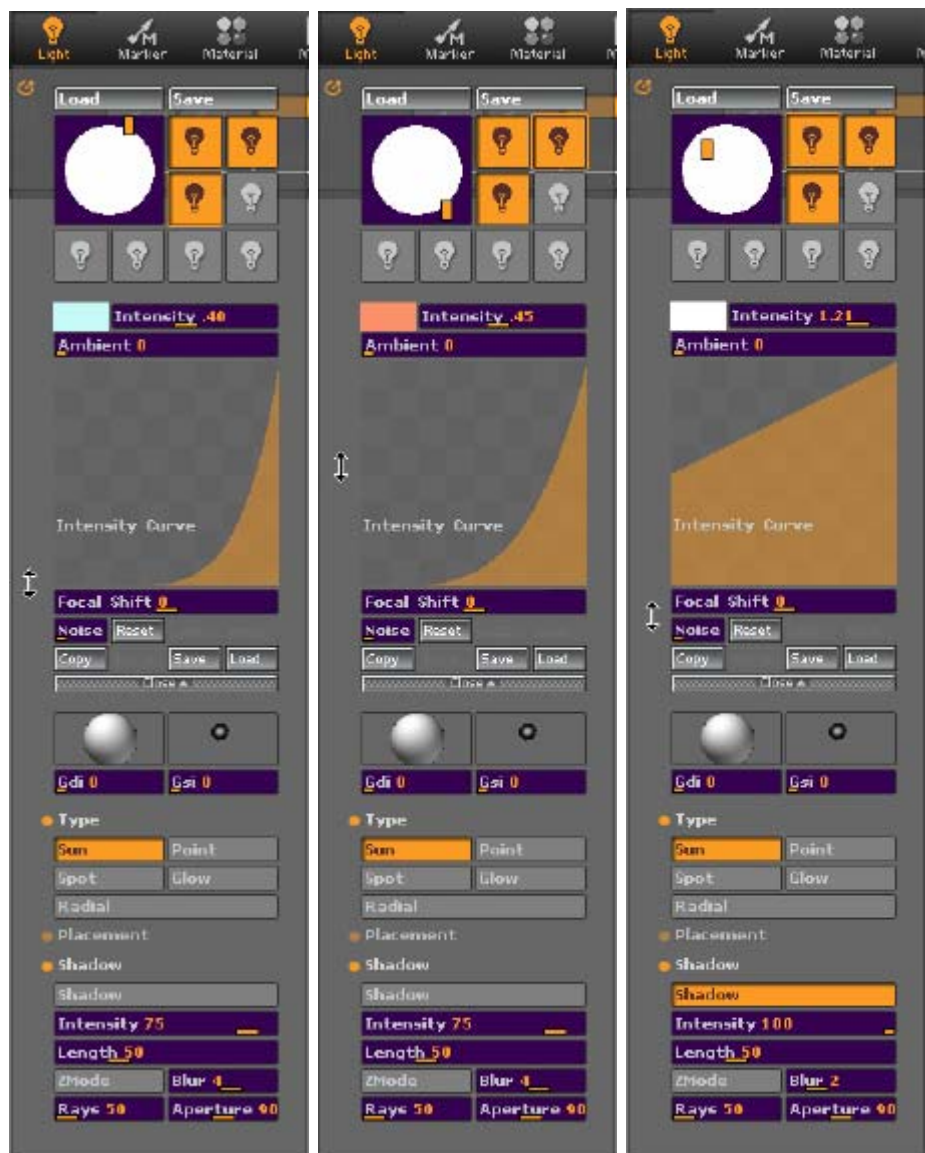 Light Marker Material
Load Save
Intensity .40
Ambient 0
Intensity Curve
Focal Shift 0
Noise Reset
Copy Save Load
Close
Gdi 0 Gsi 0
Type
Sun Point
Spot Glow
Radial
Placement
Shadow
Shadow
Intensity 75
Length 50
ZMode Blur 4
Rays 50 Aperture 90
Light Marker Material
Load Save
Intensity .45
Ambient 0
Intensity Curve
Focal Shift 0
Noise Reset
Copy Save Load
Close
Gdi 0 Gsi 0
Type
Sun Point
Spot Glow
Radial
Placement
Shadow
Shadow
Intensity 75
Length 50
ZMode Blur 4
Rays 50 Aperture 90
Light Marker Material
Load Save
Intensity 1.21
Ambient 0
Intensity Curve
Focal Shift 0
Noise Reset
Copy Save Load
Close
Gdi 0 Gsi 0
Type
Sun Point
Spot Glow
Radial
Placement
Shadow
Shadow
Intensity 100
Length 50
ZMode Blur 2
Rays 50 Aperture 90